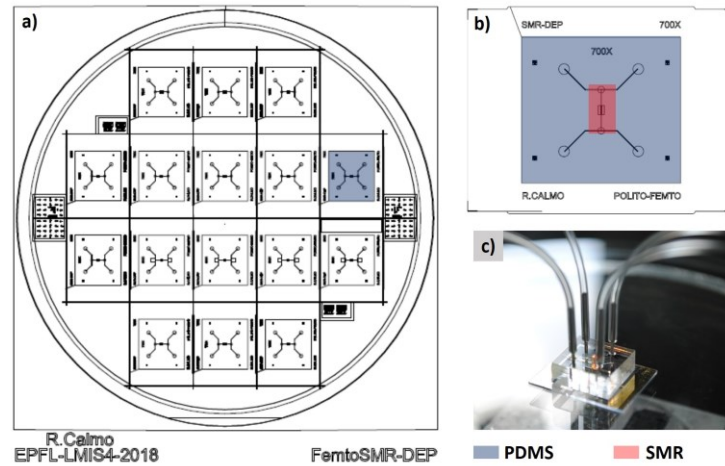 a)
R.Calmo
EPFL-LMIS4-2018
FemtoSMR-DEP
b)
SMR-DEP
700X
700X
R.CALMO
POLITO-FEMTO
c)
PDMS
SMR